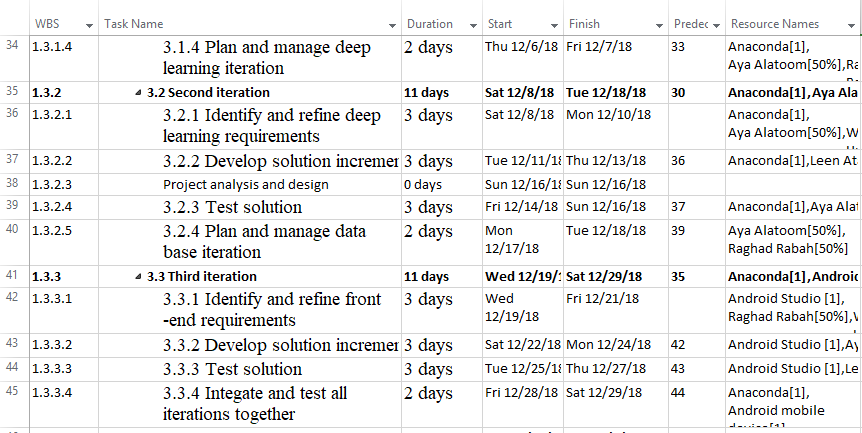 WBS Task Name Duration Start Finish Predec Resource Names
34 1.3.1.4 3.1.4 Plan and manage deep 2 days Thu 12/6/18 Fri 12/7/18 33 Anaconda[1],
learning iteration Aya Alatoom[50%],Ra
35 1.3.2 3.2 Second iteration 11 days Sat 12/8/18 Tue 12/18/18 30 Anaconda[1],Aya Ala
36 1.3.2.1 3.2.1 Identify and refine deep 3 days Sat 12/8/18 Mon 12/10/18 Anaconda[1],
learning requirements Aya Alatoom[50%],W
37 1.3.2.2 3.2.2 Develop solution incremen 3 days Tue 12/11/18 Thu 12/13/18 36 Anaconda[1],Leen At
38 1.3.2.3 Project analysis and design 0 days Sun 12/16/18 Sun 12/16/18
39 1.3.2.4 3.2.3 Test solution 3 days Fri 12/14/18 Sun 12/16/18 37 Anaconda[1],Aya Alat
40 1.3.2.5 3.2.4 Plan and manage data 2 days Mon Tue 12/18/18 39 Aya Alatoom[50%],
base iteration 12/17/18 Raghad Rabah[50%]
41 1.3.3 3.3 Third iteration 11 days Wed 12/19/1 Sat 12/29/18 35 Anaconda[1],Android
42 1.3.3.1 3.3.1 Identify and refine front 3 days Wed Fri 12/21/18 Android Studio [1],
-end requirements 12/19/18 Raghad Rabah[50%],W
43 1.3.3.2 3.3.2 Develop solution incremen 3 days Sat 12/22/18 Mon 12/24/18 42 Android Studio [1],Ay
44 1.3.3.3 3.3.3 Test solution 3 days Tue 12/25/18 Thu 12/27/18 43 Android Studio [1],Le
45 1.3.3.4 3.3.4 Integate and test all 2 days Fri 12/28/18 Sat 12/29/18 44 Anaconda[1],
iterations together Android mobile